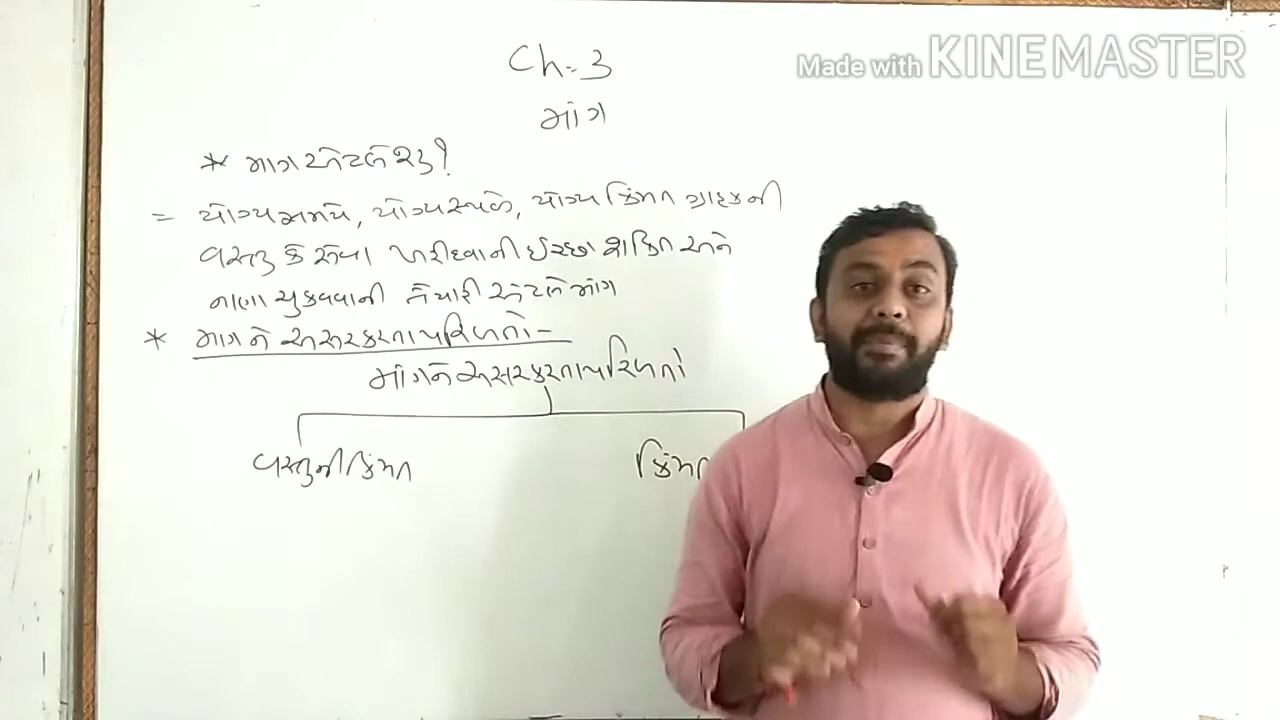 Made with KINEMASTER
Ch-3
માંગ
* માગ એટલે શું?
= યોગ્ય સમયે, યોગ્ય સ્થળે, યોગ્ય કિંમત ગ્રાહકની
વસ્તુ કે સેવા ખરીદવાની ઈચ્છા શક્તિ અને
નાણા ચુકવવાની તૈયારી એટલે માંગ
* માગ ને અસરકરતા પરિબળો-
માંગને અસરકરતા પરિબળો
વસ્તુની કિંમત